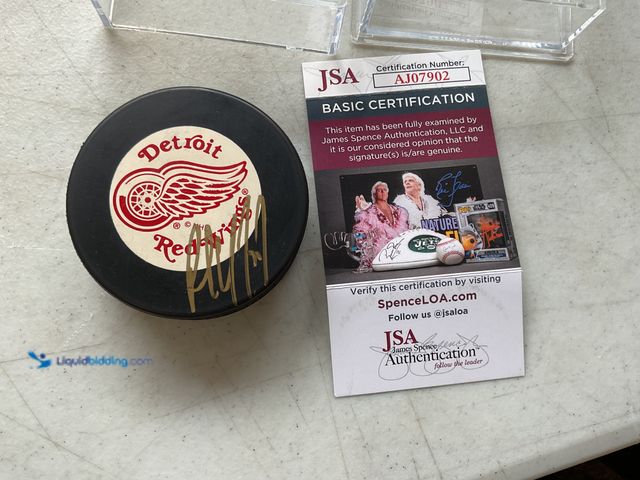 Detroit
Red Wings
JSA
Certification Number:
AJ07902
BASIC CERTIFICATION
This item has been fully examined by
James Spence Authentication, LLC and
it is our considered opinion that the
signature(s) is/are genuine.
NATURE
JETS
Verify this certification by visiting
SpenceLOA.com
Follow us @jsaloa
JSA
James Spence
Authentication
follow the leader
Liquidbidding.com